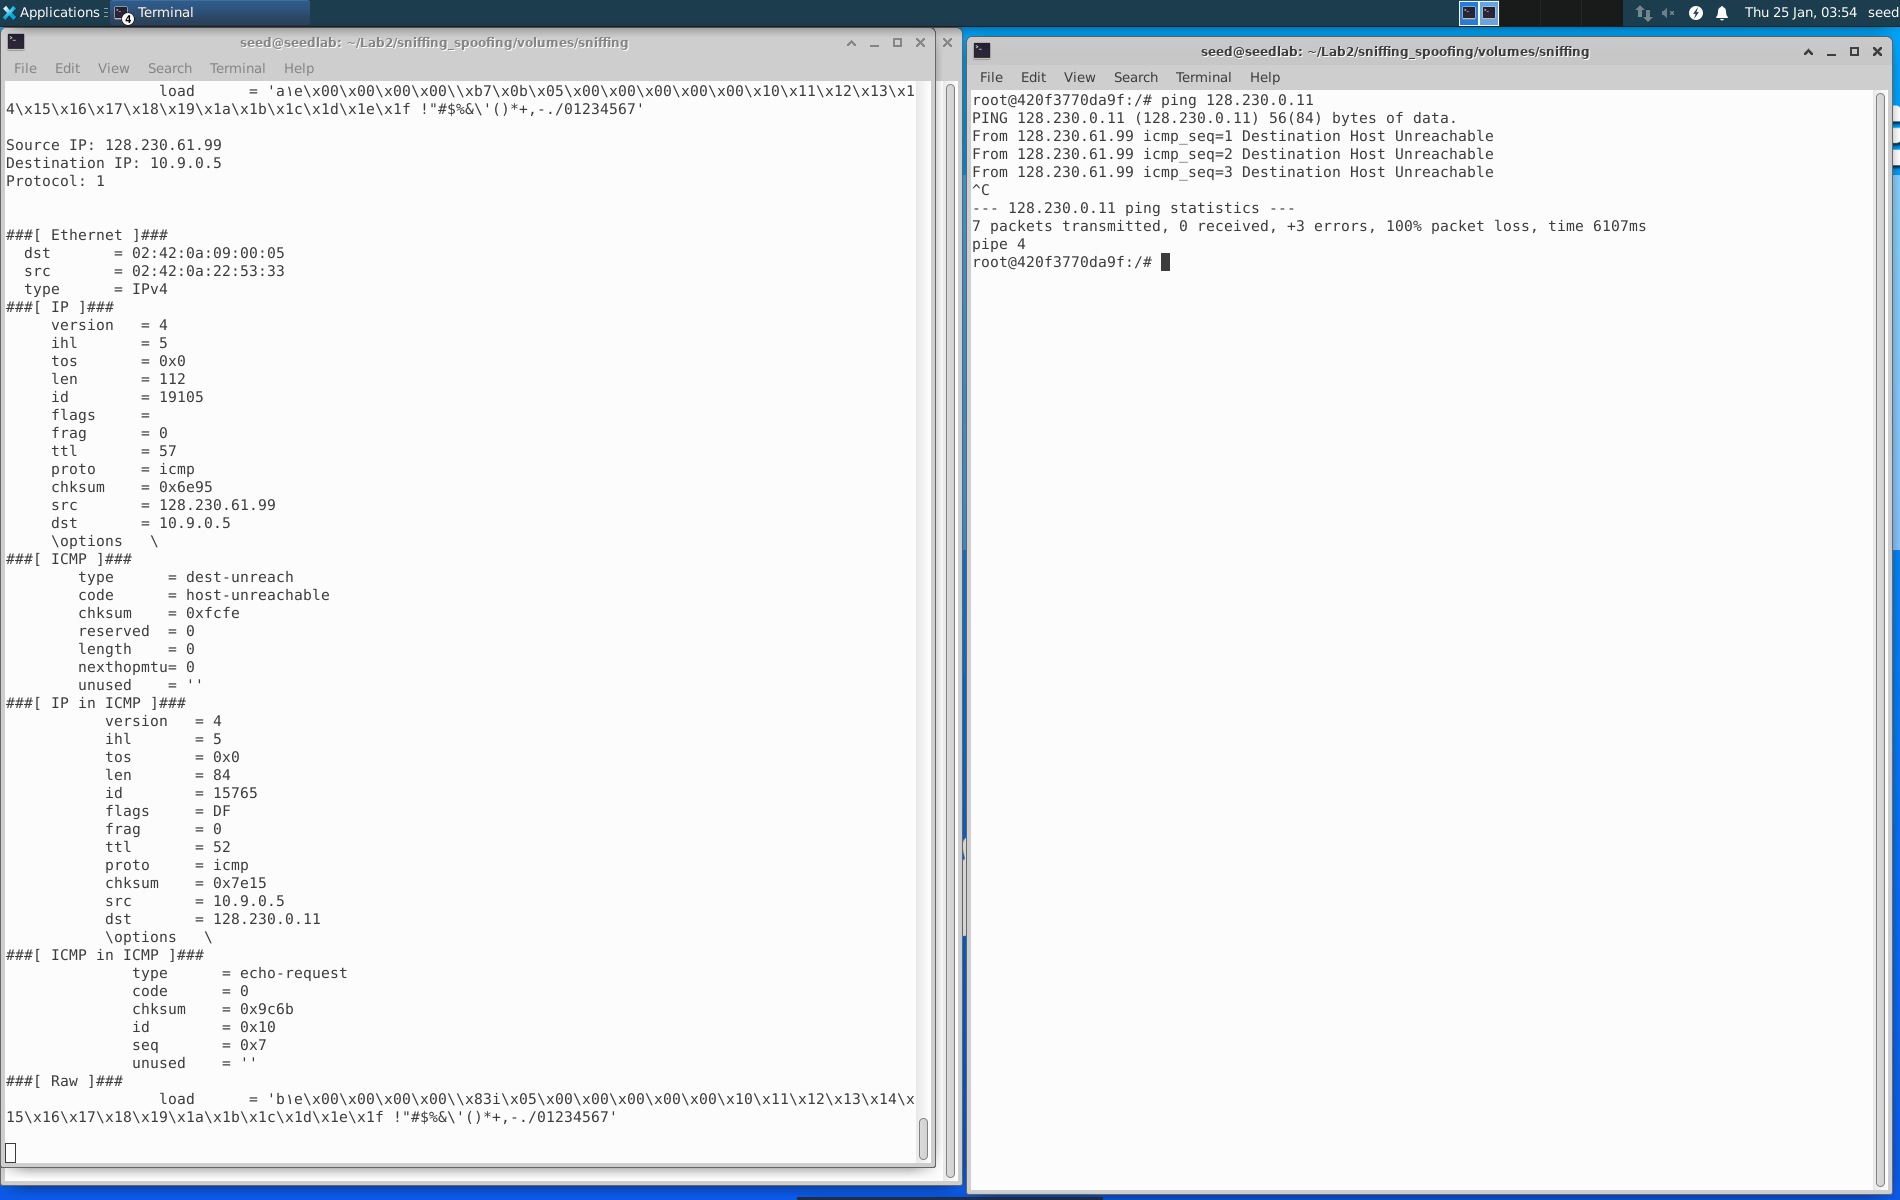 Applications
4
Terminal
Thu 25 Jan, 03:54 seed
seed@seedlab: ~/Lab2/sniffing_spoofing/volumes/sniffing
File Edit View Search Terminal Help
load = 'a\e\x00\x00\x00\x00\\xb7\x0b\x05\x00\x00\x00\x00\x00\x10\x11\x12\x13\x1
4\x15\x16\x17\x18\x19\x1a\x1b\x1c\x1d\x1e\x1f !"#$%&\'()*+,-./01234567'
Source IP: 128.230.61.99
Destination IP: 10.9.0.5
Protocol: 1
###[ Ethernet ]###
dst = 02:42:0a:09:00:05
src = 02:42:0a:22:53:33
type = IPv4
###[ IP ]###
version = 4
ihl = 5
tos = 0x0
len = 112
id = 19105
flags =
frag = 0
ttl = 57
proto = icmp
chksum = 0x6e95
src = 128.230.61.99
dst = 10.9.0.5
\options \
###[ ICMP ]###
type = dest-unreach
code = host-unreachable
chksum = 0xfcfe
reserved = 0
length = 0
nexthopmtu= 0
unused = ''
###[ IP in ICMP ]###
version = 4
ihl = 5
tos = 0x0
len = 84
id = 15765
flags = DF
frag = 0
ttl = 52
proto = icmp
chksum = 0x7e15
src = 10.9.0.5
dst = 128.230.0.11
\options \
###[ ICMP in ICMP ]###
type = echo-request
code = 0
chksum = 0x9c6b
id = 0x10
seq = 0x7
unused = ''
###[ Raw ]###
load = 'b\e\x00\x00\x00\x00\\x83i\x05\x00\x00\x00\x00\x00\x10\x11\x12\x13\x14\x
15\x16\x17\x18\x19\x1a\x1b\x1c\x1d\x1e\x1f !"#$%&\'()*+,-./01234567'
seed@seedlab: ~/Lab2/sniffing_spoofing/volumes/sniffing
File Edit View Search Terminal Help
root@420f3770da9f:/# ping 128.230.0.11
PING 128.230.0.11 (128.230.0.11) 56(84) bytes of data.
From 128.230.61.99 icmp_seq=1 Destination Host Unreachable
From 128.230.61.99 icmp_seq=2 Destination Host Unreachable
From 128.230.61.99 icmp_seq=3 Destination Host Unreachable
^C
--- 128.230.0.11 ping statistics ---
7 packets transmitted, 0 received, +3 errors, 100% packet loss, time 6107ms
pipe 4
root@420f3770da9f:/#